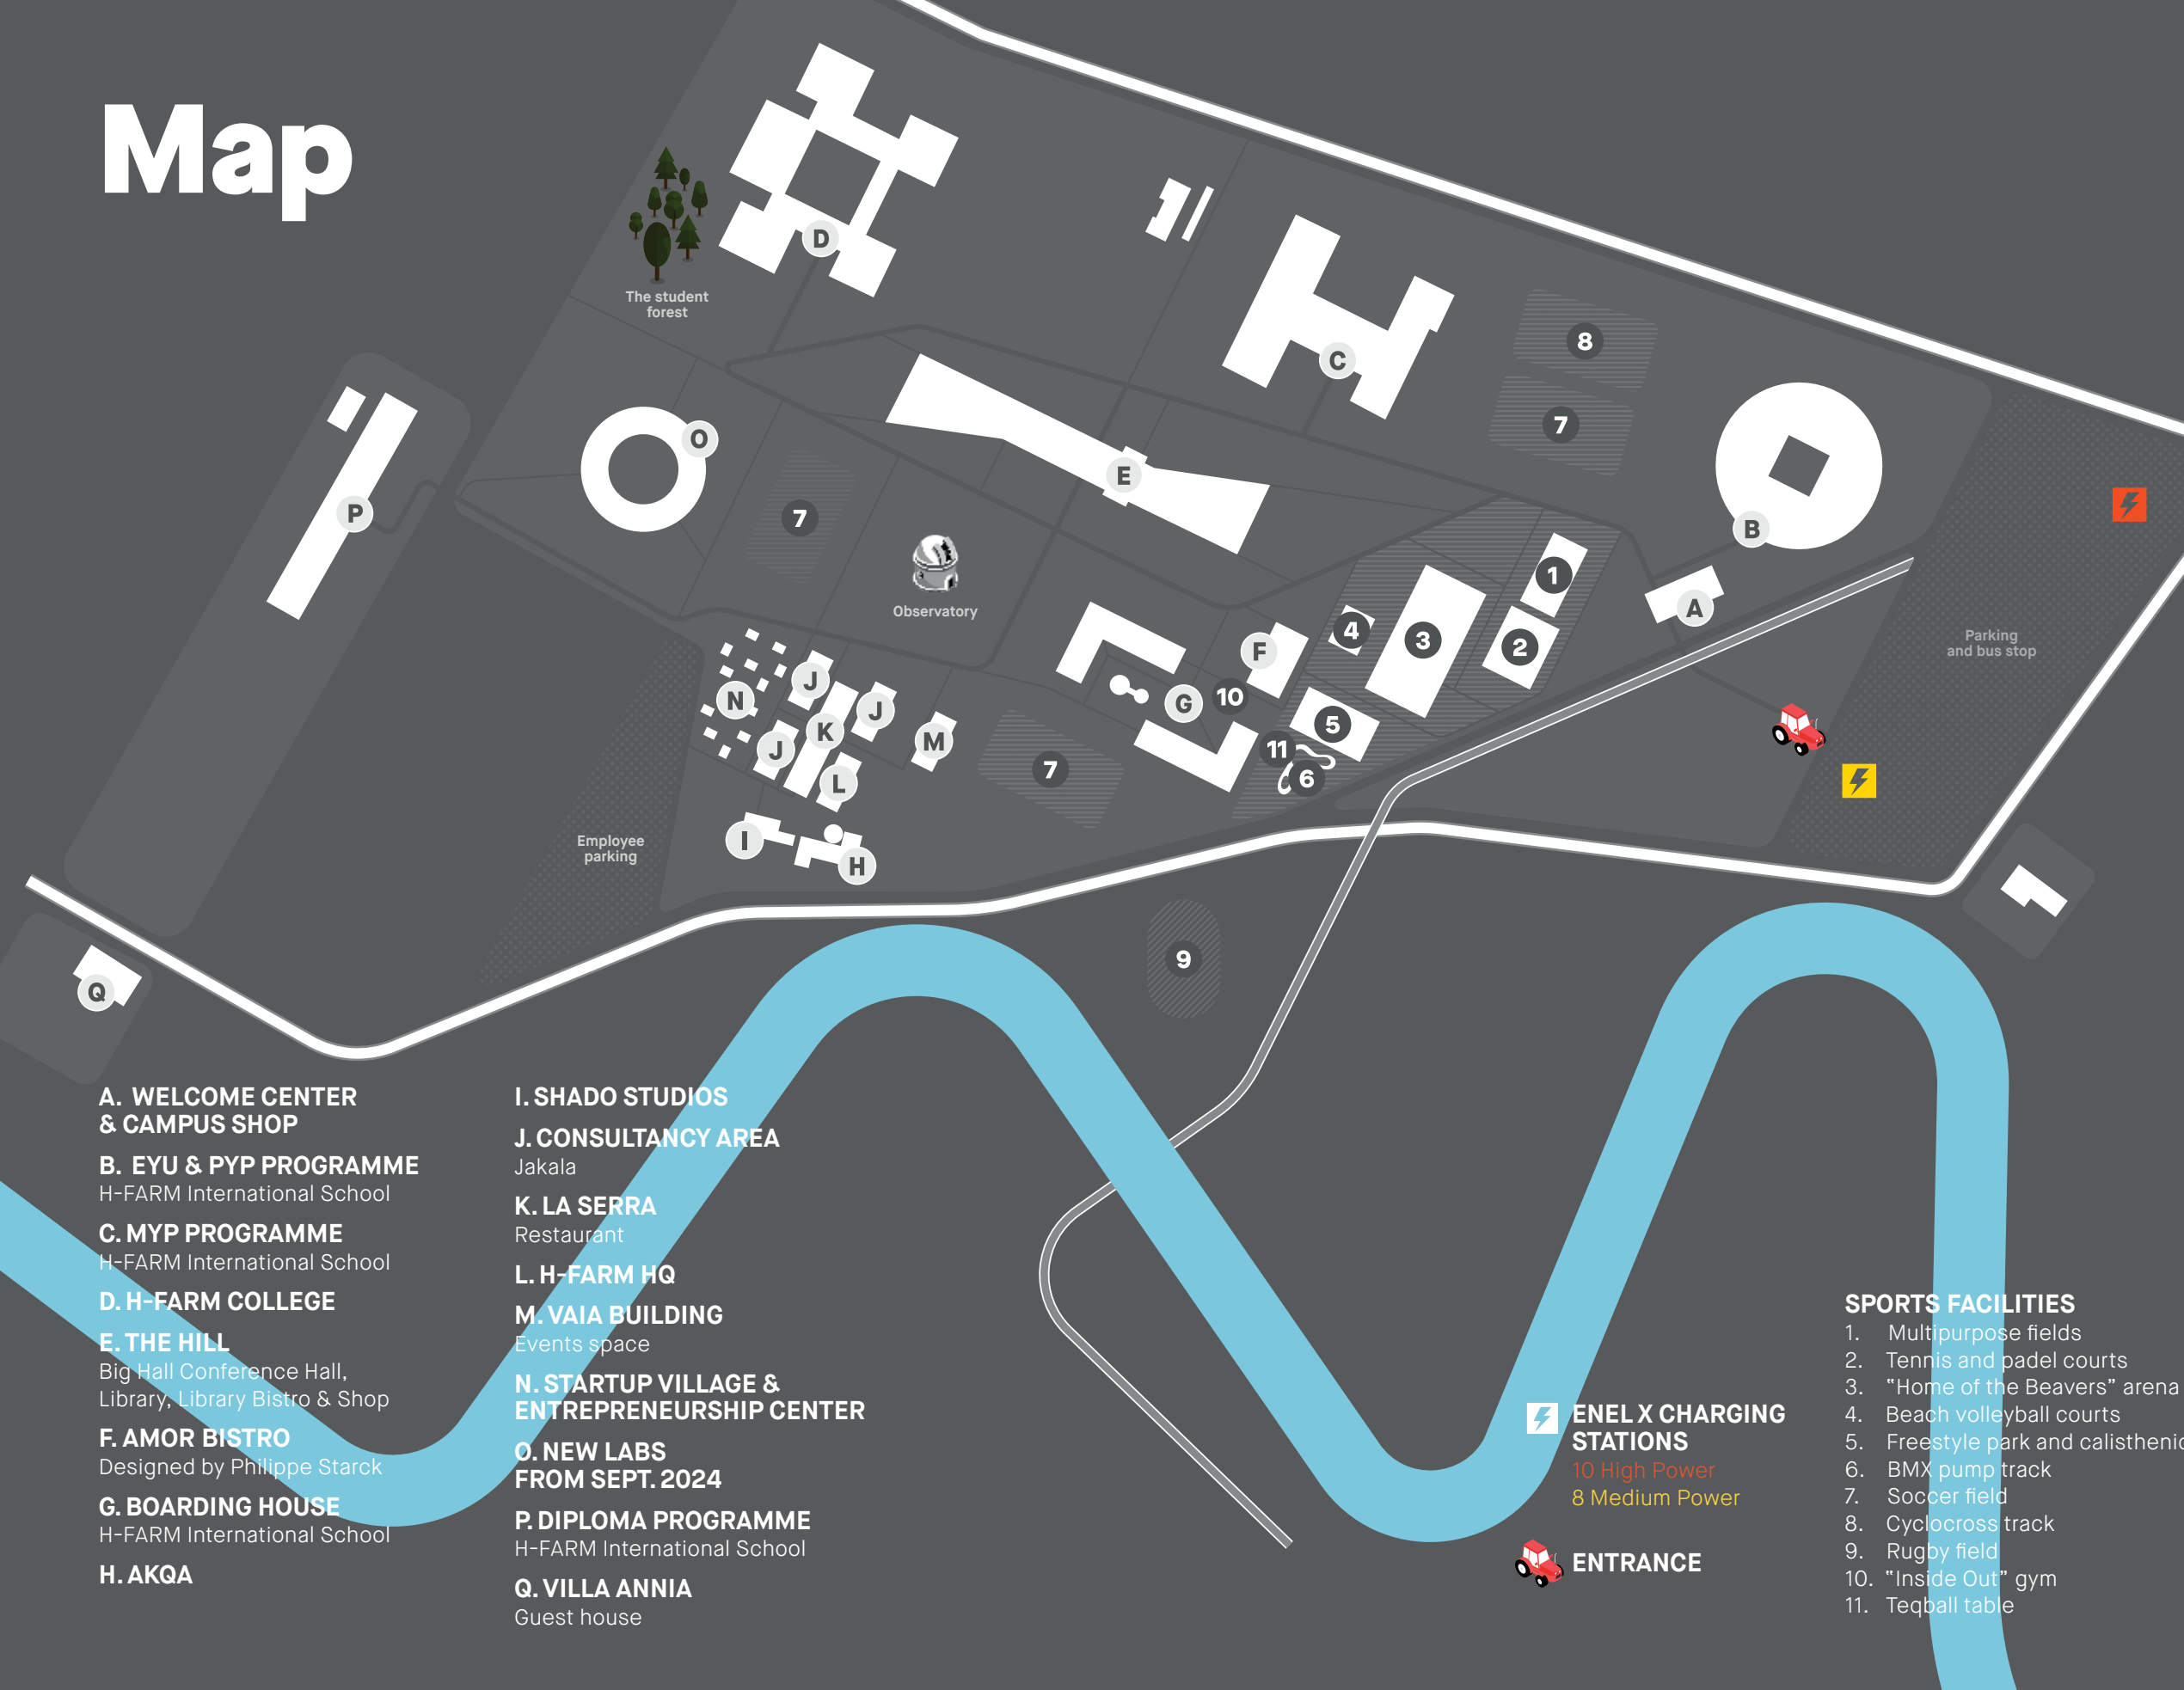 Map
D
The student
forest
C
8
7
O
E
P
B
7
1
A
Observatory
4
3
2
F
Parking
and bus stop
J
N
G
10
J
K
5
M
J
11
7
6
L
I
Employee
parking
H
9
Q
A. WELCOME CENTER
& CAMPUS SHOP
B. EYU & PYP PROGRAMME
H-FARM International School
C. MYP PROGRAMME
H-FARM International School
D. H-FARM COLLEGE
E. THE HILL
Big Hall Conference Hall,
Library, Library Bistro & Shop
F. AMOR BISTRO
Designed by Philippe Starck
G. BOARDING HOUSE
H-FARM International School
H. AKQA
I. SHADO STUDIOS
J. CONSULTANCY AREA
Jakala
K. LA SERRA
Restaurant
L. H-FARM HQ
M. VAIA BUILDING
Events space
N. STARTUP VILLAGE &
ENTREPRENEURSHIP CENTER
O. NEW LABS
FROM SEPT. 2024
P. DIPLOMA PROGRAMME
H-FARM International School
Q. VILLA ANNIA
Guest house
ENEL X CHARGING
STATIONS
10 High Power
8 Medium Power
ENTRANCE
SPORTS FACILITIES
1. Multipurpose fields
2. Tennis and padel courts
3. "Home of the Beavers" arena
4. Beach volleyball courts
5. Freestyle park and
6. BMX pump track
7. Soccer field
8. Cyclocross track
9. Rugby field
10. "Inside Out" gym
11. Teqball table